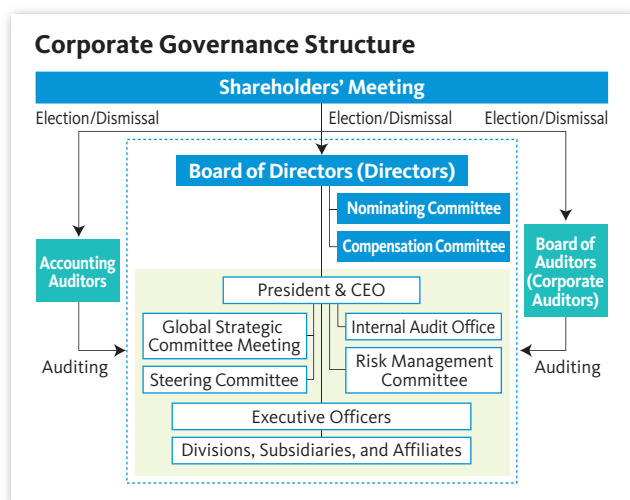 Corporate Governance Structure
Shareholders' Meeting
Election/Dismissal
Election/Dismissal
Election/Dismissal
Board of Directors (Directors)
Nominating Committee
Compensation Committee
Accounting
Auditors
Board of
Auditors
(Corporate
Auditors)
President & CEO
Global Strategic
Committee Meeting
Internal Audit Office
Steering Committee
Risk Management
Committee
Auditing
Auditing
Executive Officers
Divisions, Subsidiaries, and Affiliates